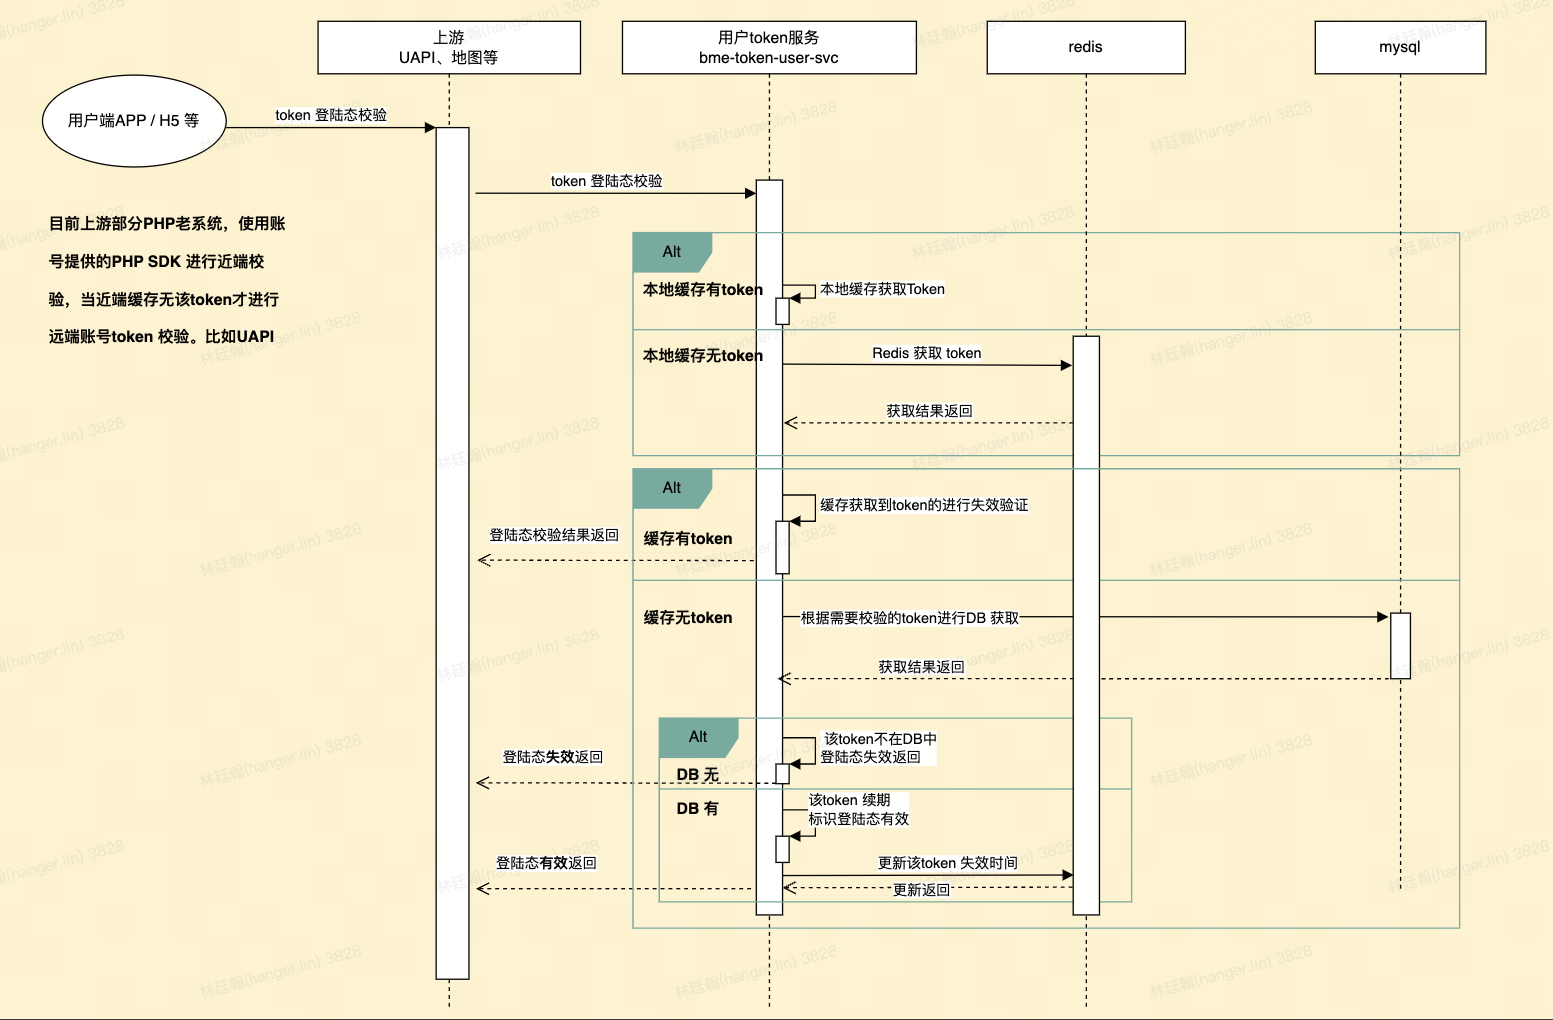 上游
UAPI、地图等
用户token服务
bme-token-user-svc
redis
mysql
用户端APP / H5 等
token 登陆态校验
token 登陆态校验
目前上游部分PHP老系统，使用账
号提供的PHP SDK 进行近端校
验，当近端缓存无该token才进行
远端账号token 校验。比如UAPI
Alt
本地缓存有token
本地缓存获取Token
本地缓存无token
Redis 获取 token
获取结果返回
Alt
缓存获取到token的进行失效验证
登陆态校验结果返回
缓存有token
缓存无token
根据需要校验的token进行DB 获取
获取结果返回
Alt
该token不在DB中
登陆态失效返回
登陆态失效返回
DB 无
DB 有
该token 续期
标识登陆态有效
登陆态有效返回
更新该token 失效时间
更新返回
林廷翰(hanger.lin) 3828